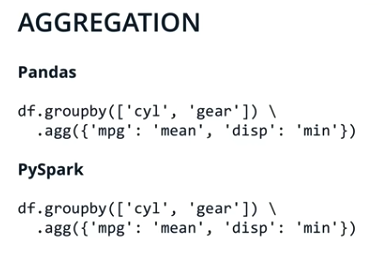 AGGREGATION
Pandas
df.groupby(['cyl', 'gear']) \
.agg({'mpg': 'mean', 'disp': 'min'})
PySpark
df.groupby(['cyl', 'gear']) \
.agg({'mpg': 'mean', 'disp': 'min'})